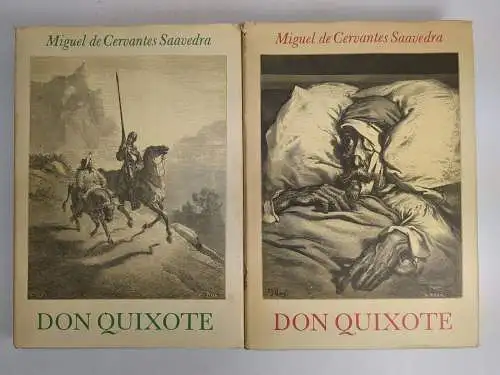 Miguel de Cervantes Saavedra
DON QUIXOTE
Miguel de Cervantes Saavedra
DON QUIXOTE